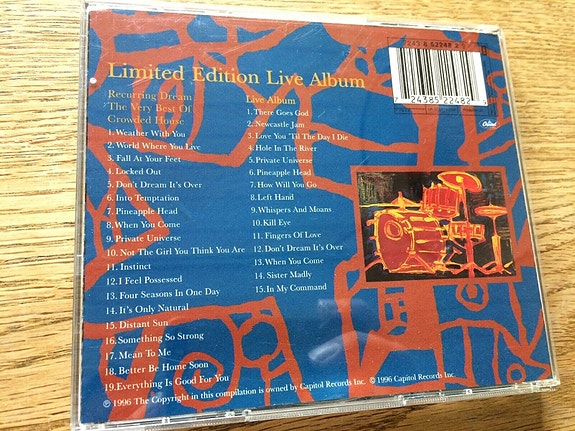 Limited Edition Live Album
Recurring Dream
The Very Best Of
Crowded House
1. Weather With You
2. World Where You Live
3. Fall At Your Feet
4. Locked Out
5. Don't Dream It's Over
6. Into Temptation
7. Pineapple Head
8. When You Come
9. Private Universe
10. Not The Girl You Think You Are
11. Instinct
12. I Feel Possessed
13. Four Seasons In One Day
14. It's Only Natural
15. Distant Sun
16. Something So Strong
17. Mean To Me
18. Better Be Home Soon
19. Everything Is Good For You
Live Album
1. There Goes God
2. Newcastle Jam
3. Love You 'Til The Day I Die
4. Hole In The River
5. Private Universe
6. Pineapple Head
7. How Will You Go
8. Left Hand
9. Whispers And Moans
10. Kill Eye
11. Fingers Of Love
12. Don't Dream It's Over
13. When You Come
14. Sister Madly
15. In My Command
7 24385 22482
Capitol
℗ 1996 The Copyright in this compilation is owned by Capitol Records Inc. © 1996 Capitol Records Inc.